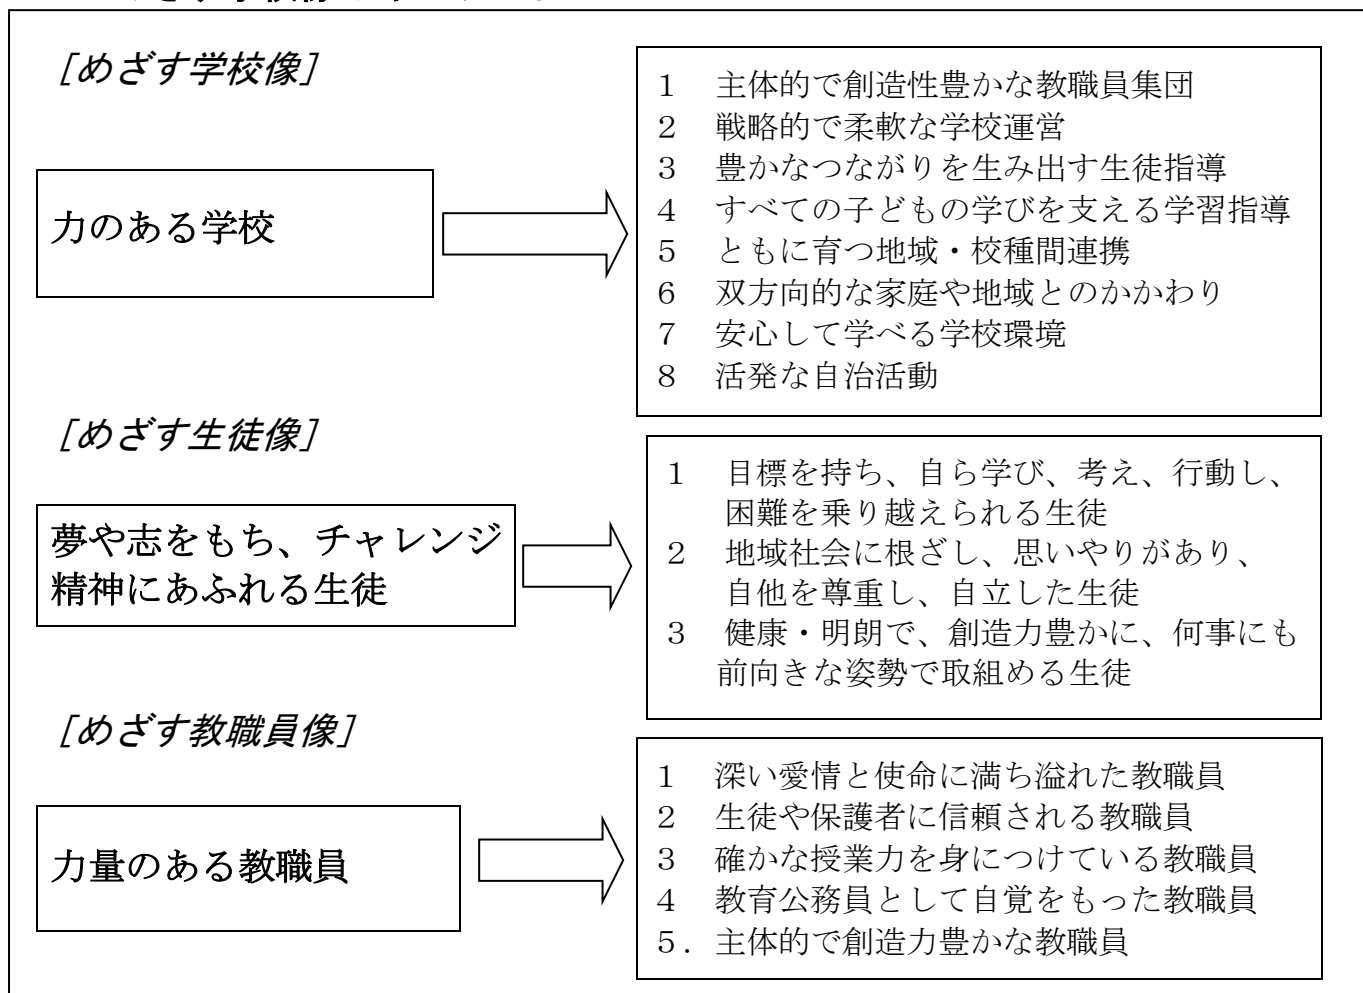 [めざす学校像]
力のある学校
1 主体的で創造性豊かな教職員集団
2 戦略的で柔軟な学校運営
3 豊かなつながりを生み出す生徒指導
4 すべての子どもの学びを支える学習指導
5 ともに育つ地域・校種間連携
6 双方向的な家庭や地域とのかかわり
7 安心して学べる学校環境
8 活発な自治活動
[めざす生徒像]
夢や志をもち、チャレンジ
精神にあふれる生徒
1 目標を持ち、自ら学び、考え、行動し、
困難を乗り越えられる生徒
2 地域社会に根ざし、思いやりがあり、
自他を尊重し、自立した生徒
3 健康・明朗で、創造力豊かに、何事にも
前向きな姿勢で取組める生徒
[めざす教職員像]
力量のある教職員
1 深い愛情と使命に満ち溢れた教職員
2 生徒や保護者に信頼される教職員
3 確かな授業力を身につけている教職員
4 教育公務員として自覚をもった教職員
5．主体的で創造力豊かな教職員